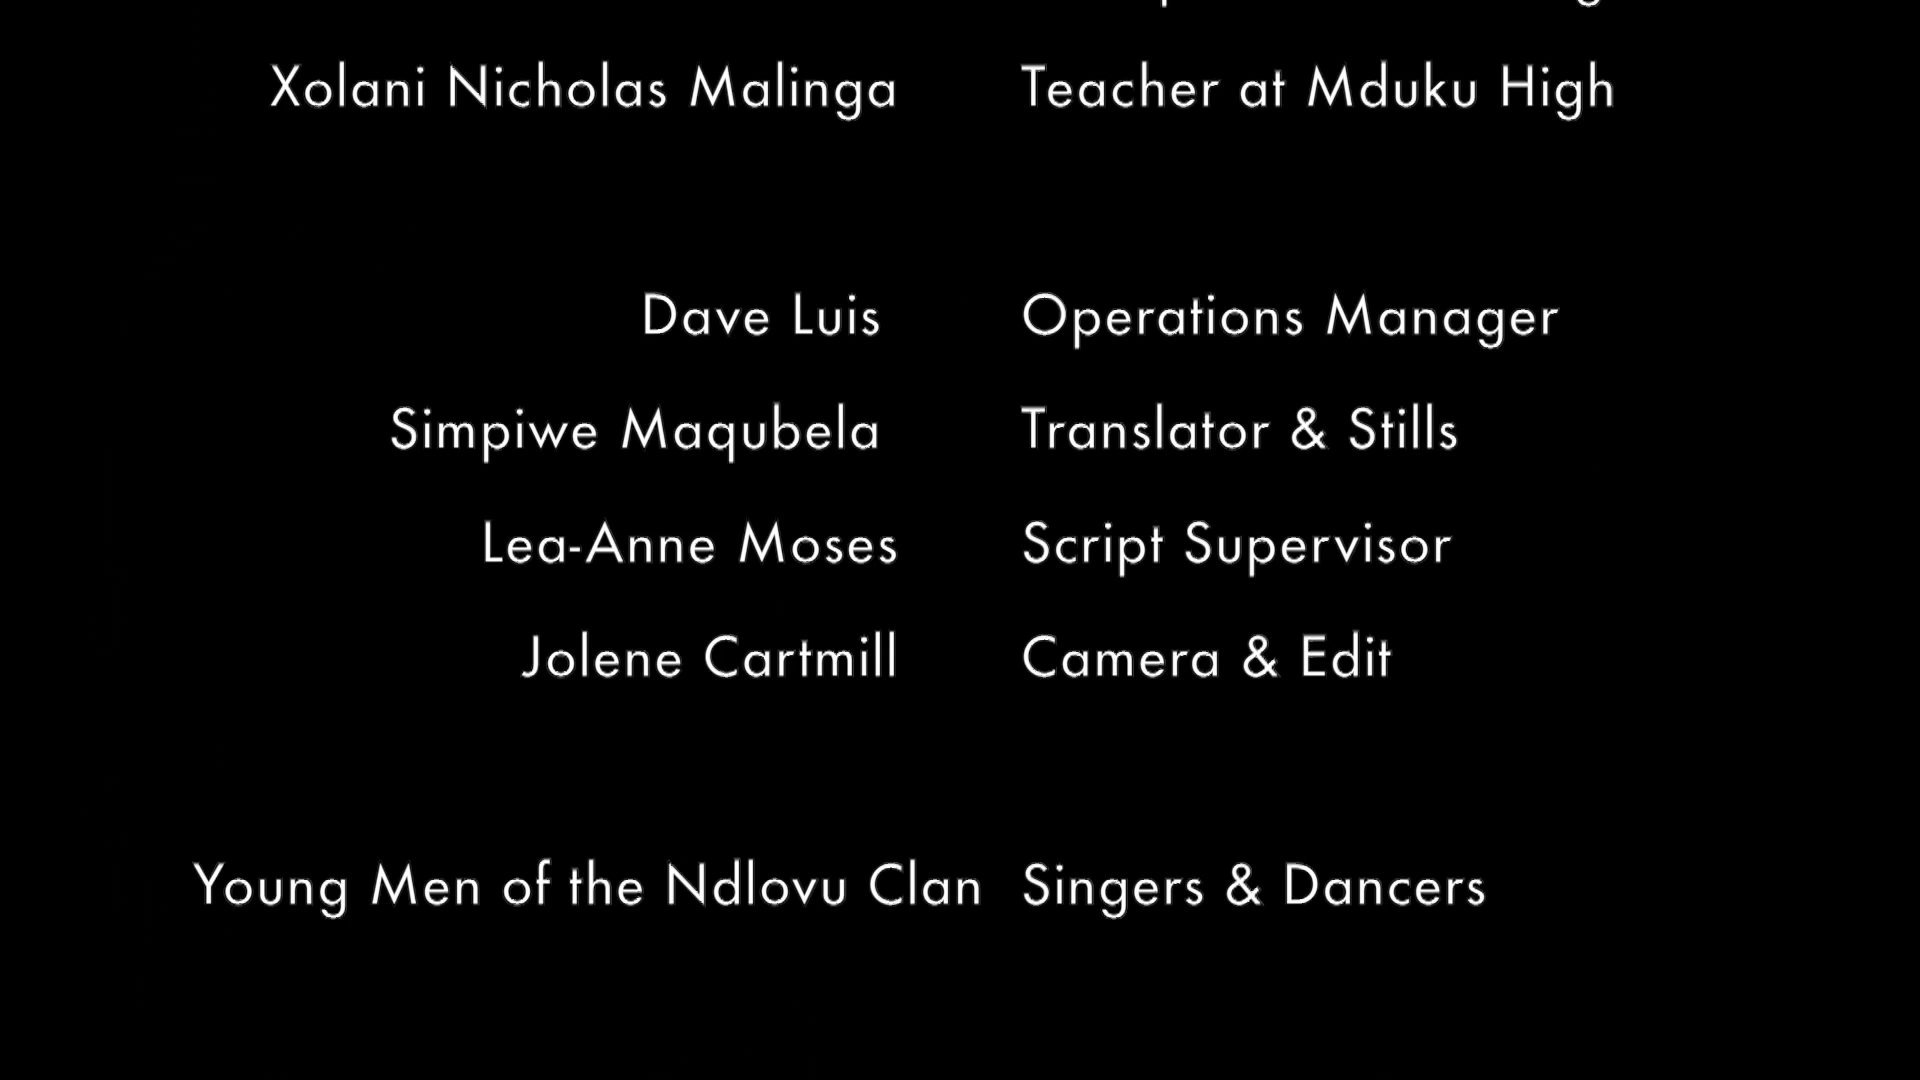 Xolani Nicholas Malinga Teacher at Mduku High
Dave Luis Operations Manager
Simpiwe Maqubela Translator & Stills
Lea-Anne Moses Script Supervisor
Jolene Cartmill Camera & Edit
Young Men of the Ndlovu Clan Singers & Dancers